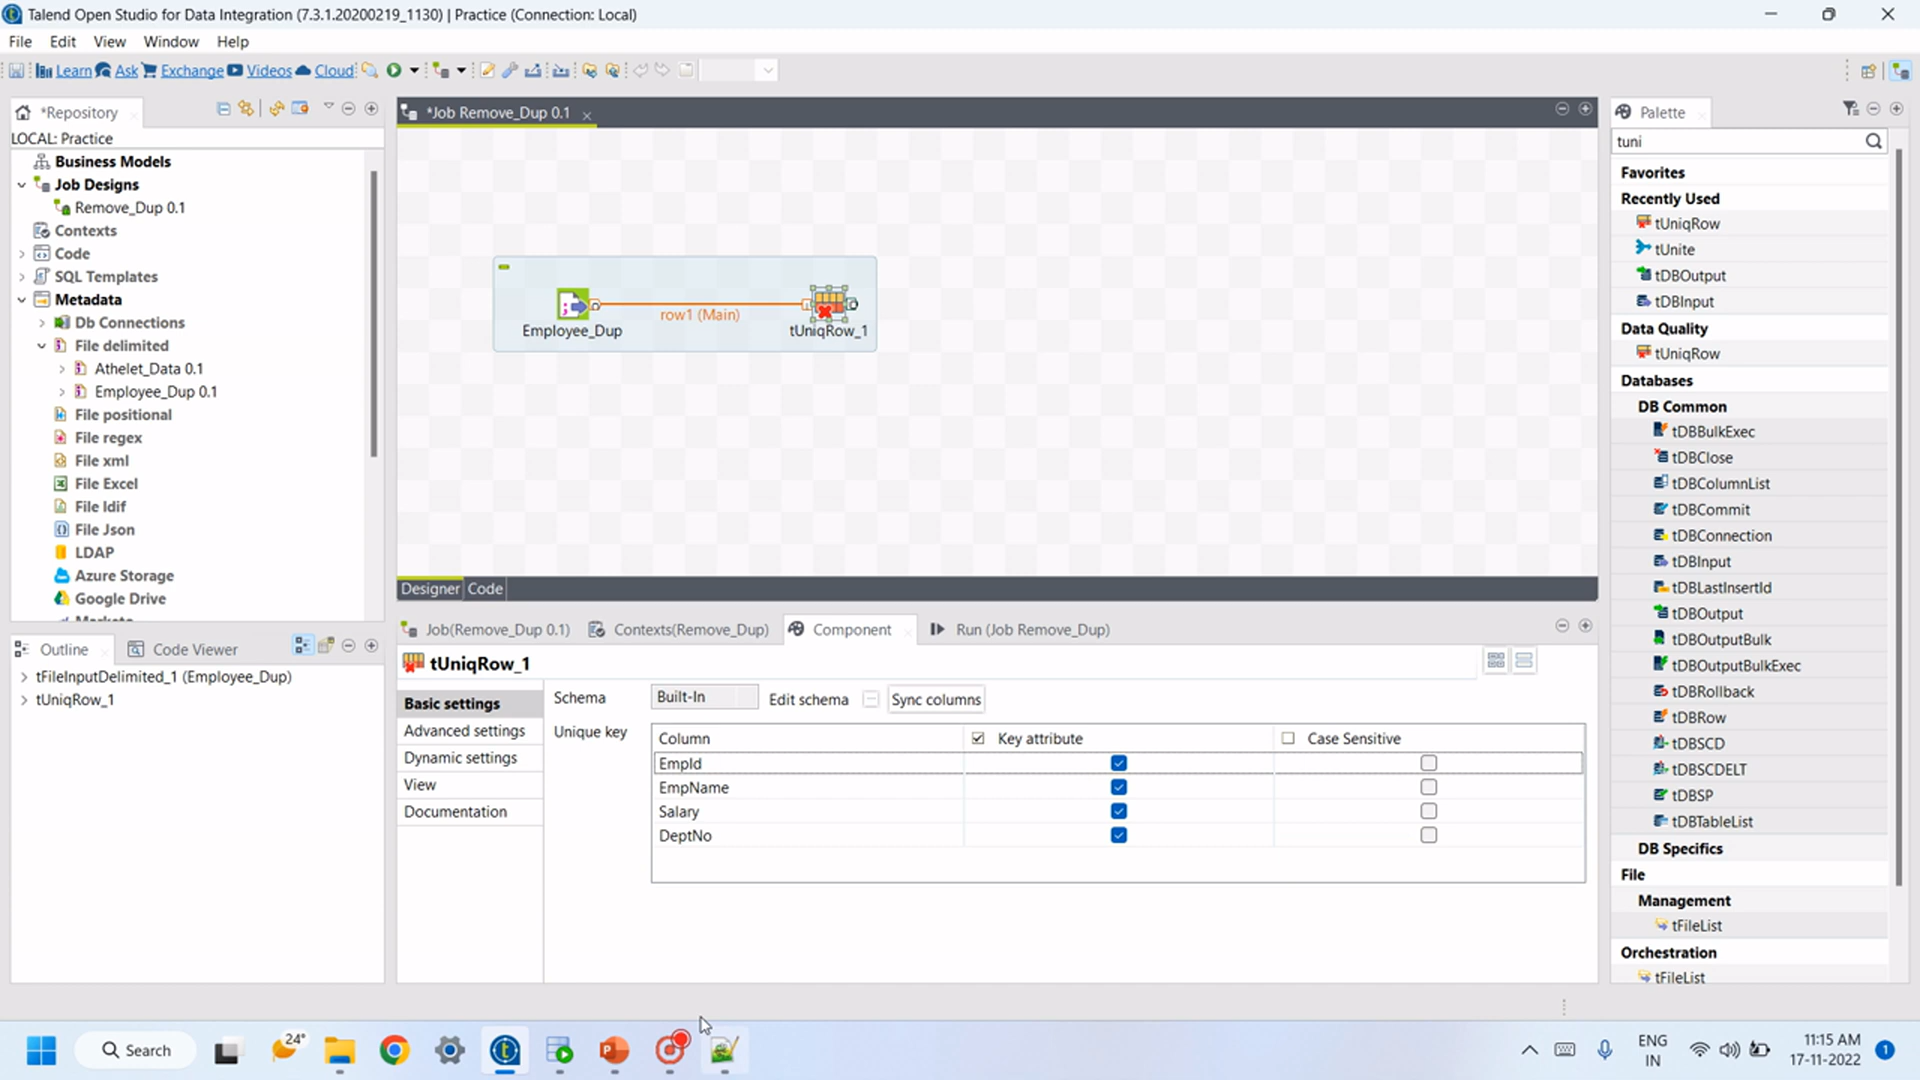 Talend Open Studio for Data Integration (7.3.1.20200219_1130) | Practice (Connection: Local)
File Edit View Window Help
Learn Ask Exchange Videos Cloud
*Repository
LOCAL: Practice
Business Models
Job Designs
Remove_Dup 0.1
Contexts
Code
SQL Templates
Metadata
Db Connections
File delimited
Athelet_Data 0.1
Employee_Dup 0.1
File positional
File regex
File xml
File Excel
File ldif
File Json
LDAP
Azure Storage
Google Drive
Outline Code Viewer
tFileInputDelimited_1 (Employee_Dup)
tUniqRow_1
*Job Remove_Dup 0.1
row1 (Main)
Employee_Dup
tUniqRow_1
Designer Code
Job(Remove_Dup 0.1) Contexts(Remove_Dup) Component Run (Job Remove_Dup)
tUniqRow_1
Basic settings
Advanced settings
Dynamic settings
View
Documentation
Schema Built-In Edit schema Sync columns
Unique key
Column Key attribute Case Sensitive
EmpId
EmpName
Salary
DeptNo
Palette
tuni
Favorites
Recently Used
tUniqRow
tUnite
tDBOutput
tDBInput
Data Quality
tUniqRow
Databases
DB Common
tDBBulkExec
tDBClose
tDBColumnList
tDBCommit
tDBConnection
tDBInput
tDBLastInsertId
tDBOutput
tDBOutputBulk
tDBOutputBulkExec
tDBRollback
tDBRow
tDBSCD
tDBSCDELT
tDBSP
tDBTableList
DB Specifics
File
Management
tFileList
Orchestration
tFileList
Search
24°
ENG
IN
11:15 AM
17-11-2022
1